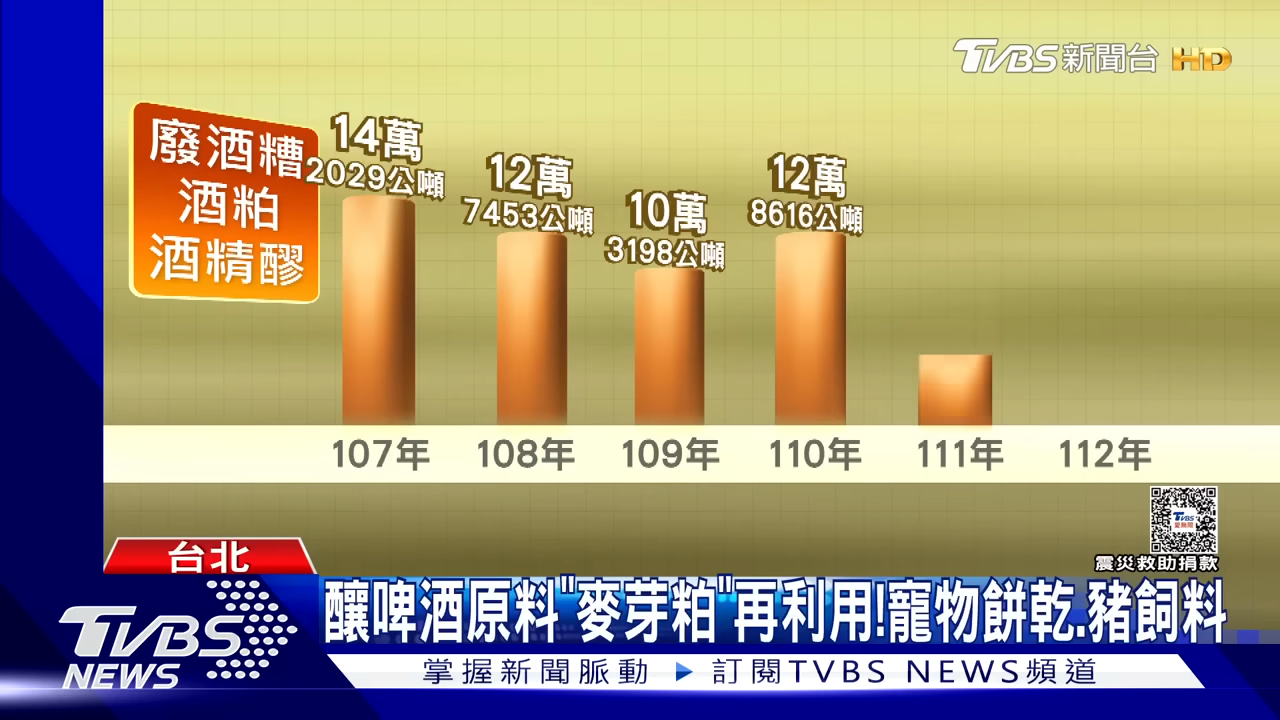 TVBS新聞台 HD
廢酒糟
酒粕
酒精醪
14萬
2029公噸
12萬
7453公噸
10萬
3198公噸
12萬
8616公噸
107年 108年 109年 110年 111年 112年
TVBS
愛無限
震災救助捐款
台北
釀啤酒原料"麥芽粕"再利用!寵物餅乾.豬飼料
TVBS
NEWS
掌握新聞脈動 ▶ 訂閱TVBS NEWS頻道